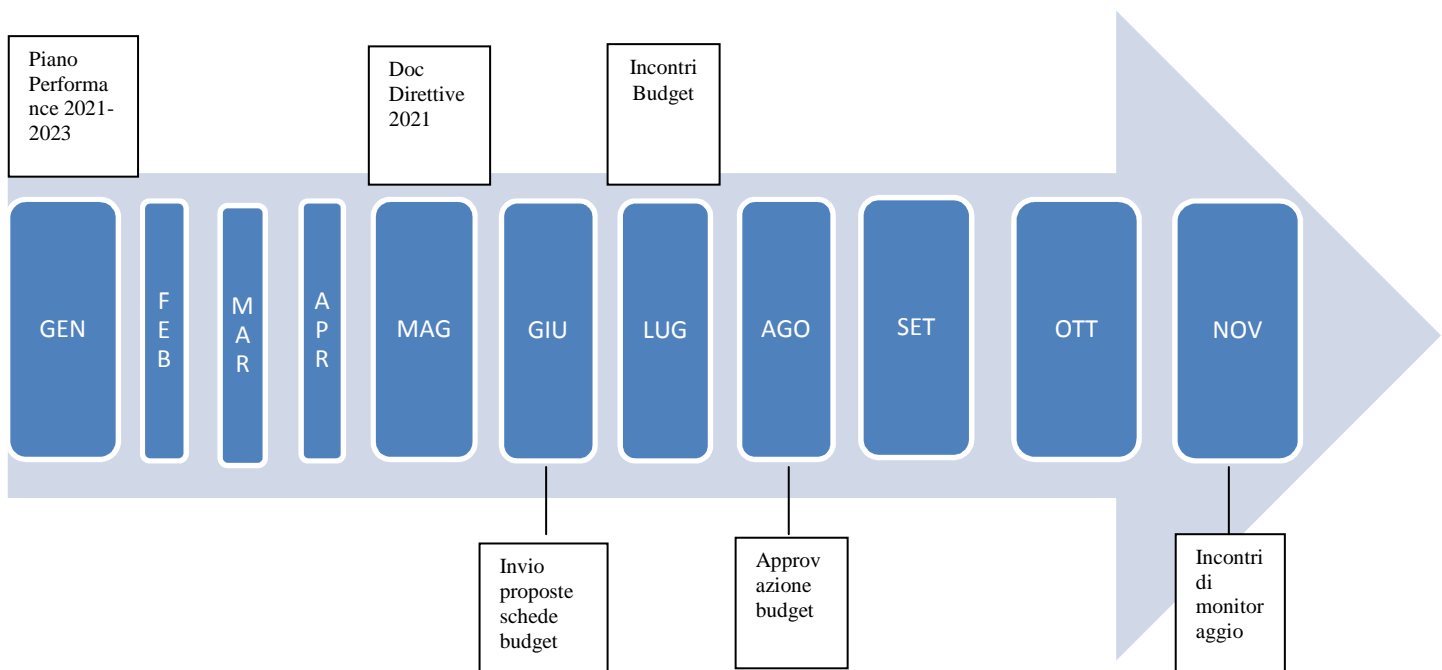 Piano
Performa
nce 2021-
2023
Doc
Direttive
2021
Incontri
Budget
GEN
F
E
B
M
A
R
A
P
R
MAG
GIU
LUG
AGO
SET
OTT
NOV
Invio
proposte
schede
budget
Approv
azione
budget
Incontri
di
monitor
aggio